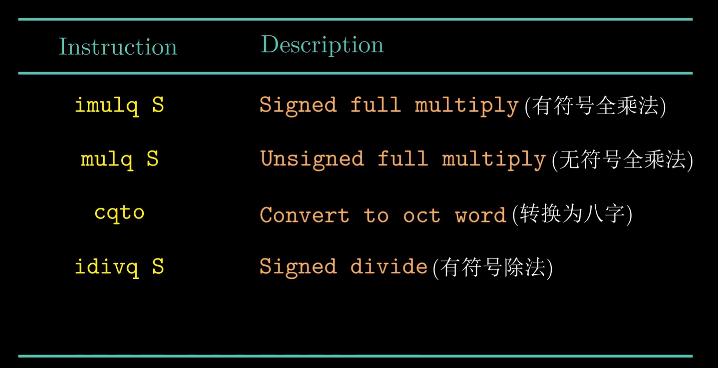 Instruction Description
imulq S Signed full multiply (有符号全乘法)
mulq S Unsigned full multiply (无符号全乘法)
cqto Convert to oct word (转换为八字)
idivq S Signed divide (有符号除法)